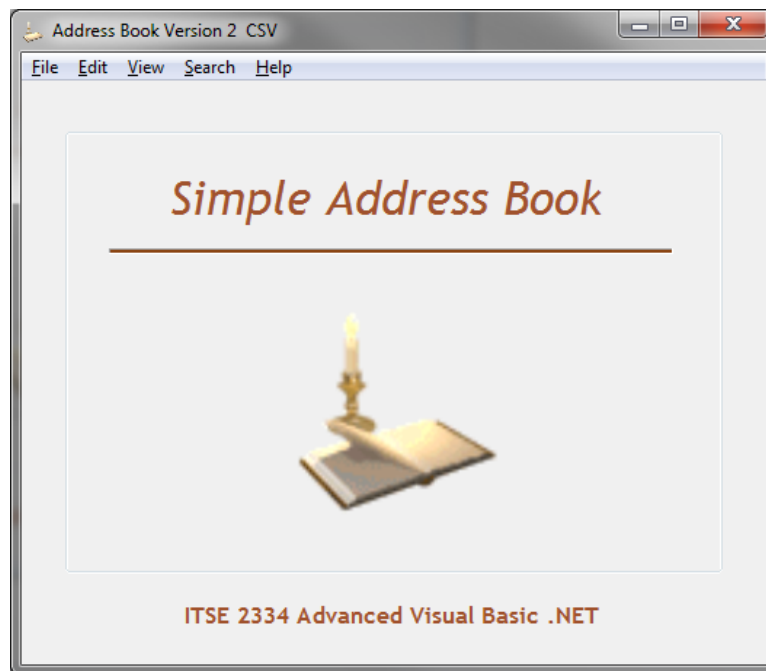 Address Book Version 2 CSV
File Edit View Search Help
Simple Address Book
ITSE 2334 Advanced Visual Basic .NET